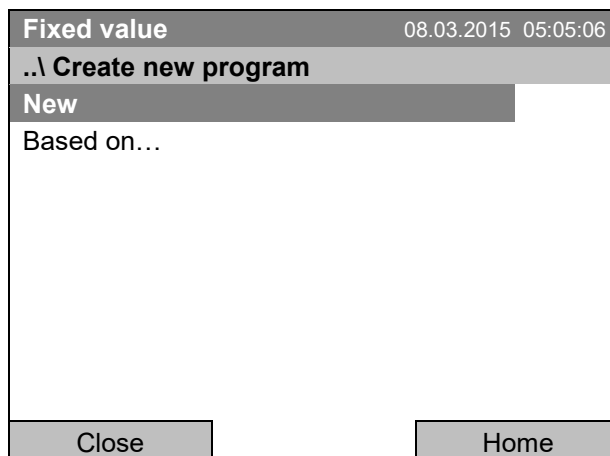 Fixed value 08.03.2015 05:05:06
..\ Create new program
New
Based on…
Close Home